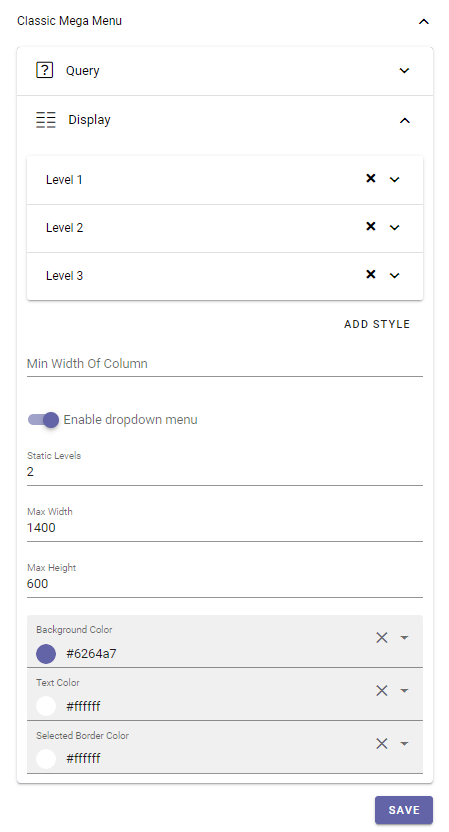 Classic Mega Menu
Query
Display
Level 1
Level 2
Level 3
ADD STYLE
Min Width Of Column
Enable dropdown menu
Static Levels
2
Max Width
1400
Max Height
600
Background Color
#6264a7
Text Color
#ffffff
Selected Border Color
#ffffff
SAVE